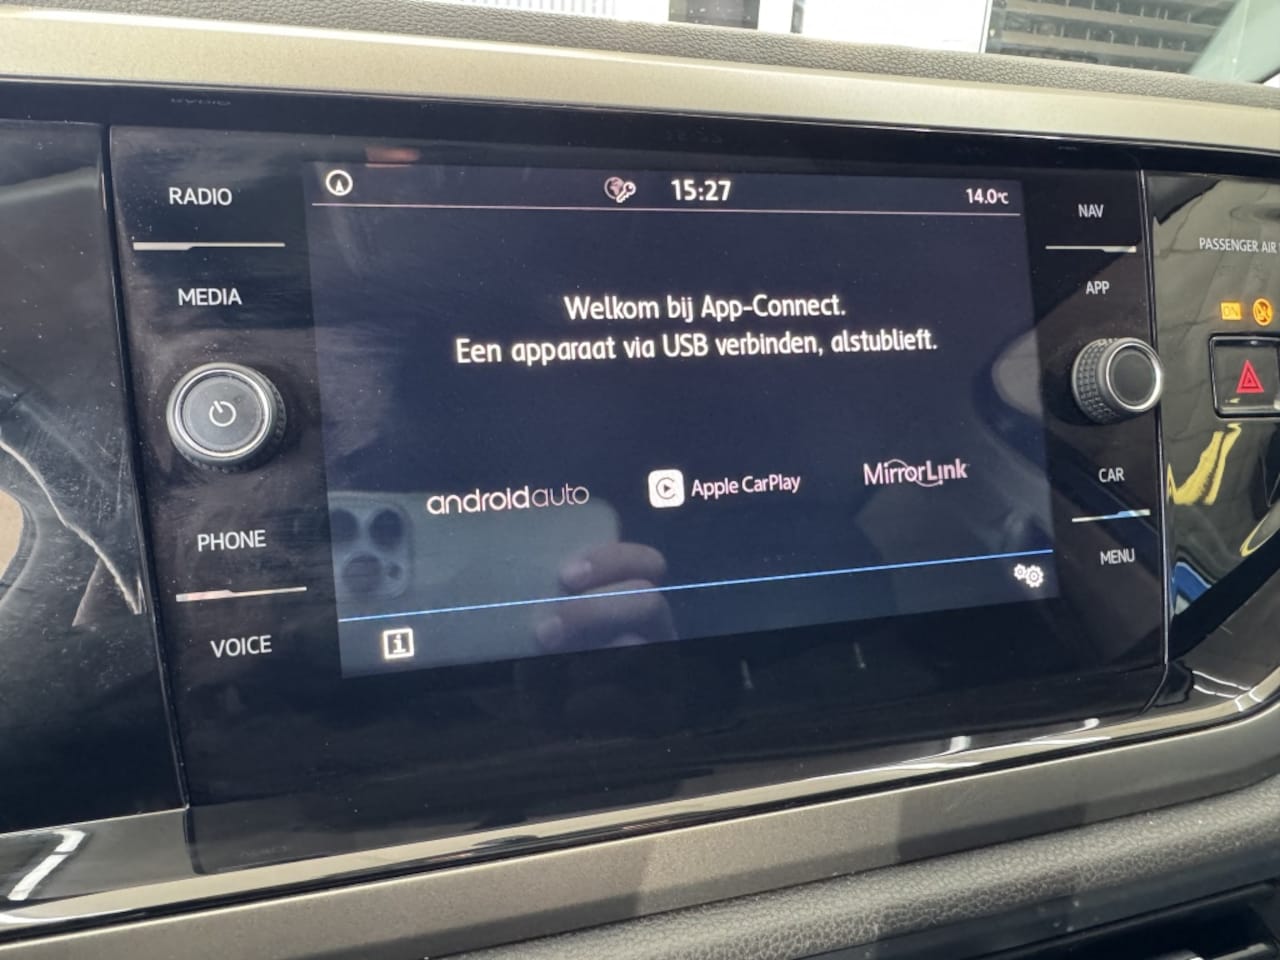 RADIO
MEDIA
PHONE
VOICE
15:27
14.0°C
Welkom bij App-Connect.
Een apparaat via USB verbinden, alstublieft.
androidauto
Apple CarPlay
MirrorLink
i
NAV
APP
CAR
MENU
PASSENGER AIR
ON